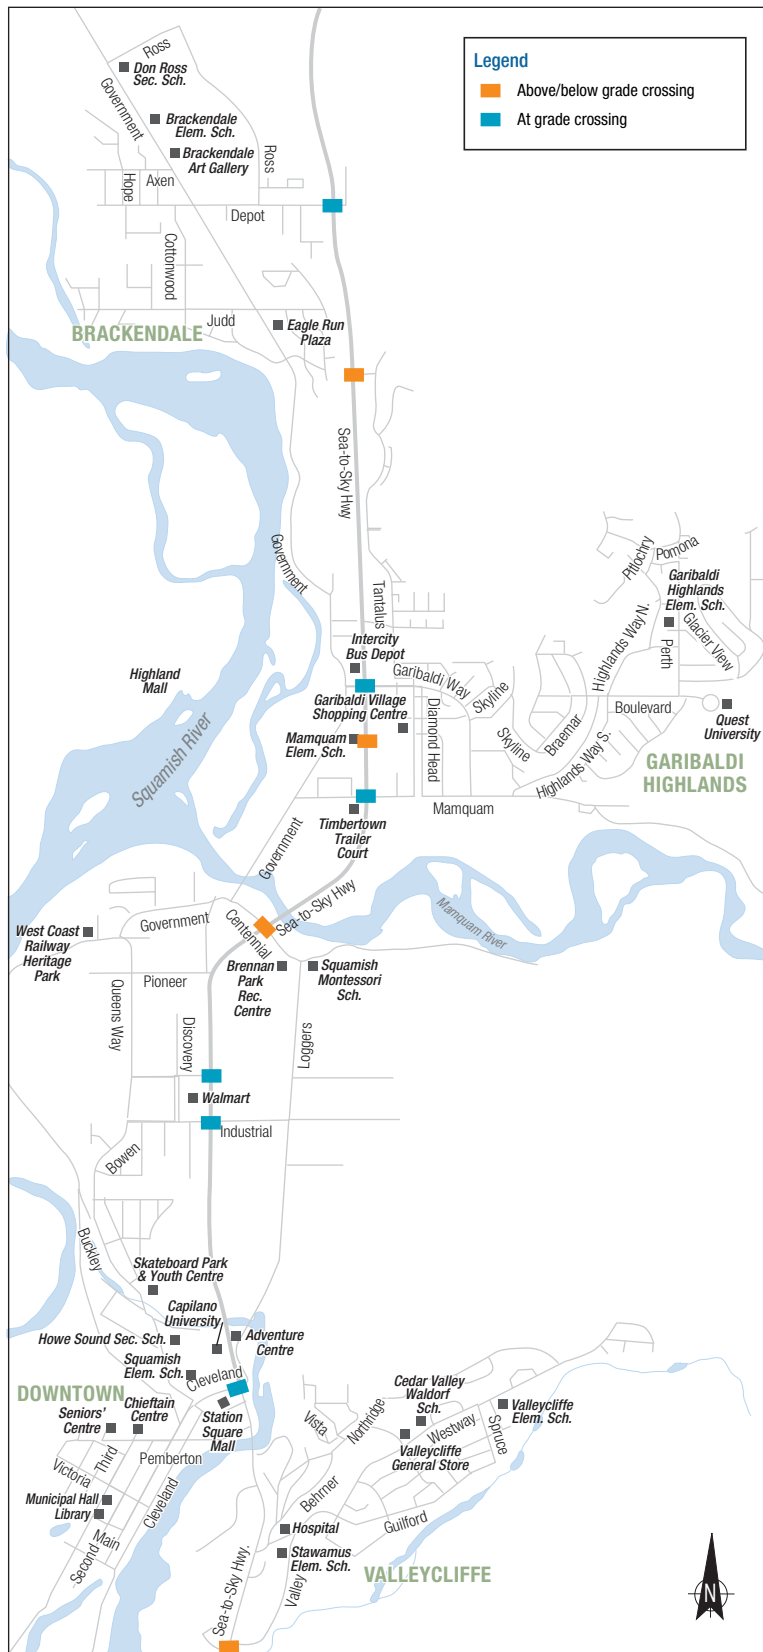 Legend
Above/below grade crossing
At grade crossing
Ross
Don Ross
Sec. Sch.
Government
Brackendale
Elem. Sch.
Brackendale
Art Gallery
Ross
Hope
Axen
Depot
Cottonwood
Judd
BRACKENDALE
Eagle Run
Plaza
Sea-to-Sky Hwy
Government
Tantalus
Pitlochry
Pomona
Garibaldi
Highlands
Elem. Sch.
Glacier View
Perth
Highlands Way N.
Intercity
Bus Depot
Garibaldi Way
Skyline
Highland
Mall
Garibaldi Village
Shopping Centre
Diamond Head
Boulevard
Quest
University
Mamquam
Elem. Sch.
Skyline
Braemar
Highlands Way S.
GARIBALDI
HIGHLANDS
Squamish River
Mamquam
Timbertown
Trailer
Court
Government
Sea-to-Sky Hwy
Mamquam River
Government
Centennial
West Coast
Railway
Heritage
Park
Pioneer
Brennan
Park
Rec.
Centre
Squamish
Montessori
Sch.
Queens Way
Discovery
Loggers
Walmart
Industrial
Bowen
Buckley
Skateboard Park
& Youth Centre
Capilano
University
Adventure
Centre
Howe Sound Sec. Sch.
Squamish
Elem. Sch.
Cleveland
DOWNTOWN
Chieftain
Centre
Seniors'
Centre
Station
Square
Mall
Cedar Valley
Waldorf
Sch.
Valleycliffe
Elem. Sch.
Vista
Northridge
Westway
Spruce
Valleycliffe
General Store
Third
Pemberton
Victoria
Behrner
Municipal Hall
Library
Cleveland
Guilford
Main
Second
Hospital
Stawamus
Elem. Sch.
Sea-to-Sky Hwy.
Valley
VALLEYCLIFFE
N